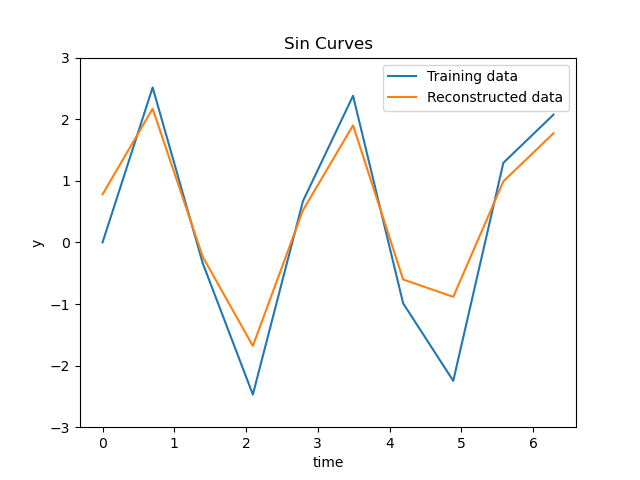 Sin Curves
Training data
Reconstructed data
3
2
1
0
−1
−2
−3
y
0 1 2 3 4 5 6
time